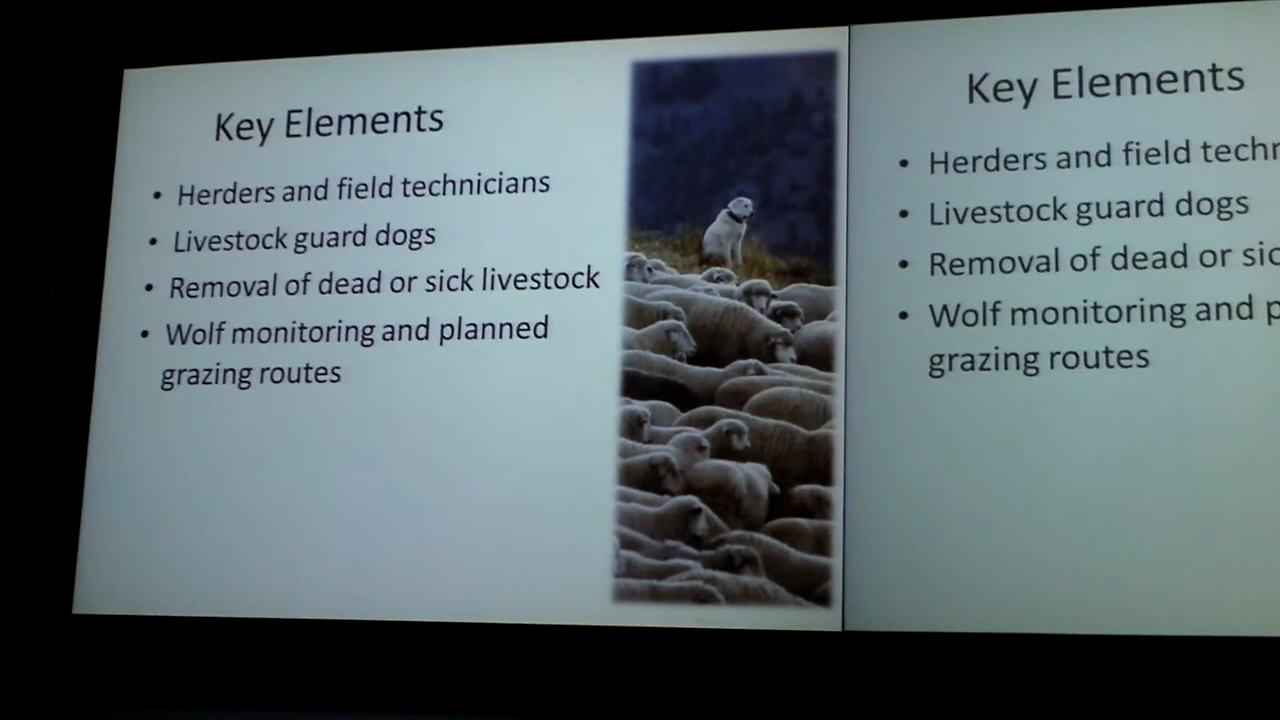 Key Elements
• Herders and field technicians
• Livestock guard dogs
• Removal of dead or sick livestock
• Wolf monitoring and planned
grazing routes
Key Elements
• Herders and field
• Livestock guard dogs
• Removal of dead or
• Wolf monitoring and
grazing routes